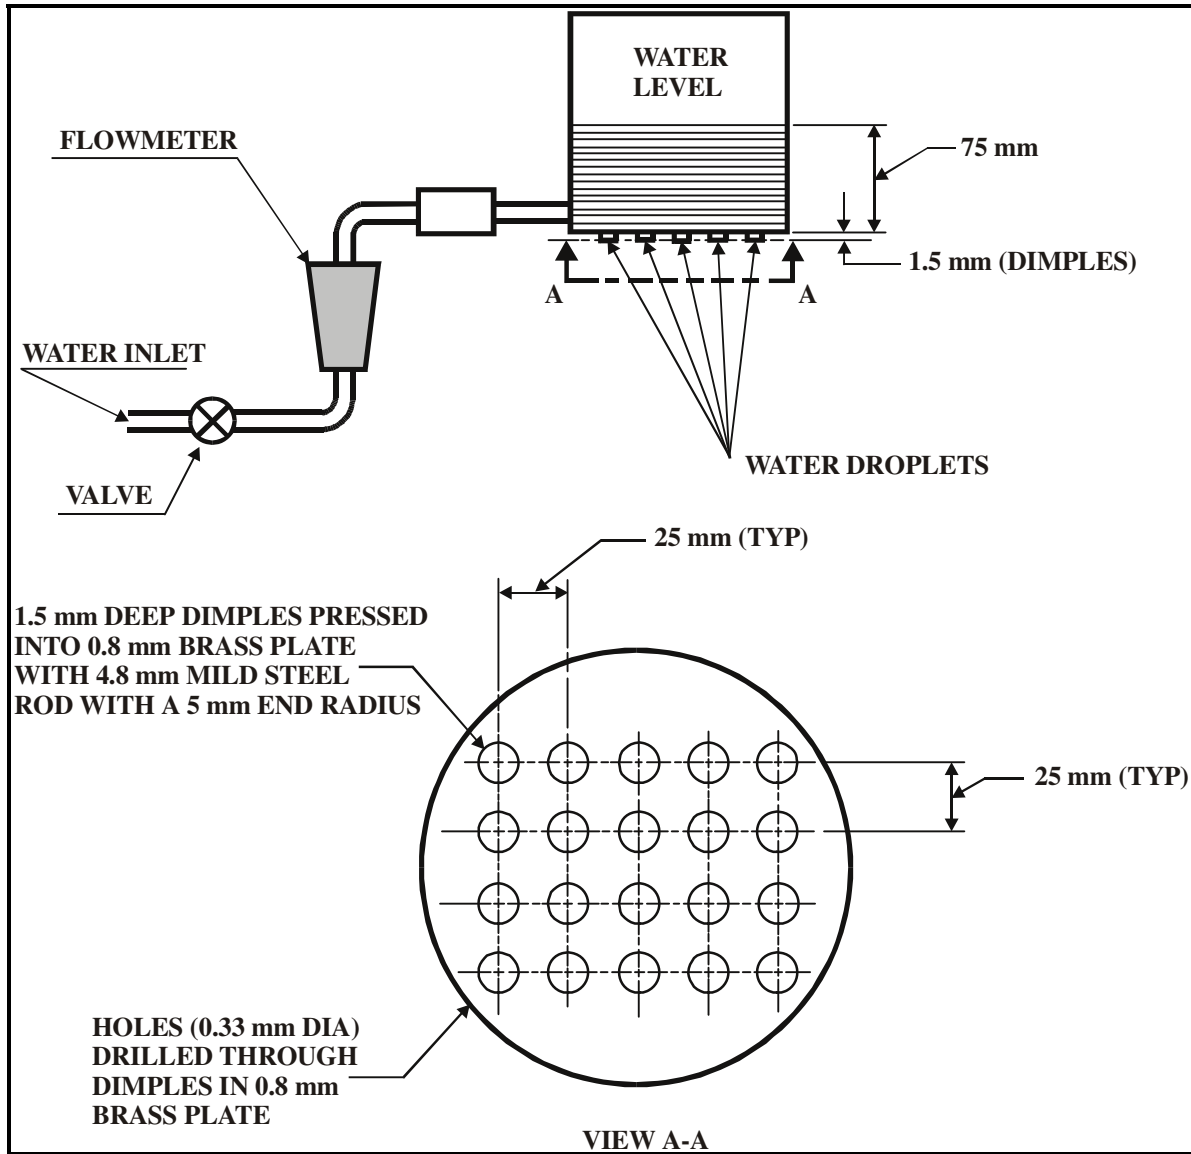 WATER
LEVEL
FLOWMETER
75 mm
1.5 mm (DIMPLES)
A
A
WATER INLET
WATER DROPLETS
VALVE
25 mm (TYP)
1.5 mm DEEP DIMPLES PRESSED
INTO 0.8 mm BRASS PLATE
WITH 4.8 mm MILD STEEL
ROD WITH A 5 mm END RADIUS
25 mm (TYP)
HOLES (0.33 mm DIA)
DRILLED THROUGH
DIMPLES IN 0.8 mm
BRASS PLATE
VIEW A-A